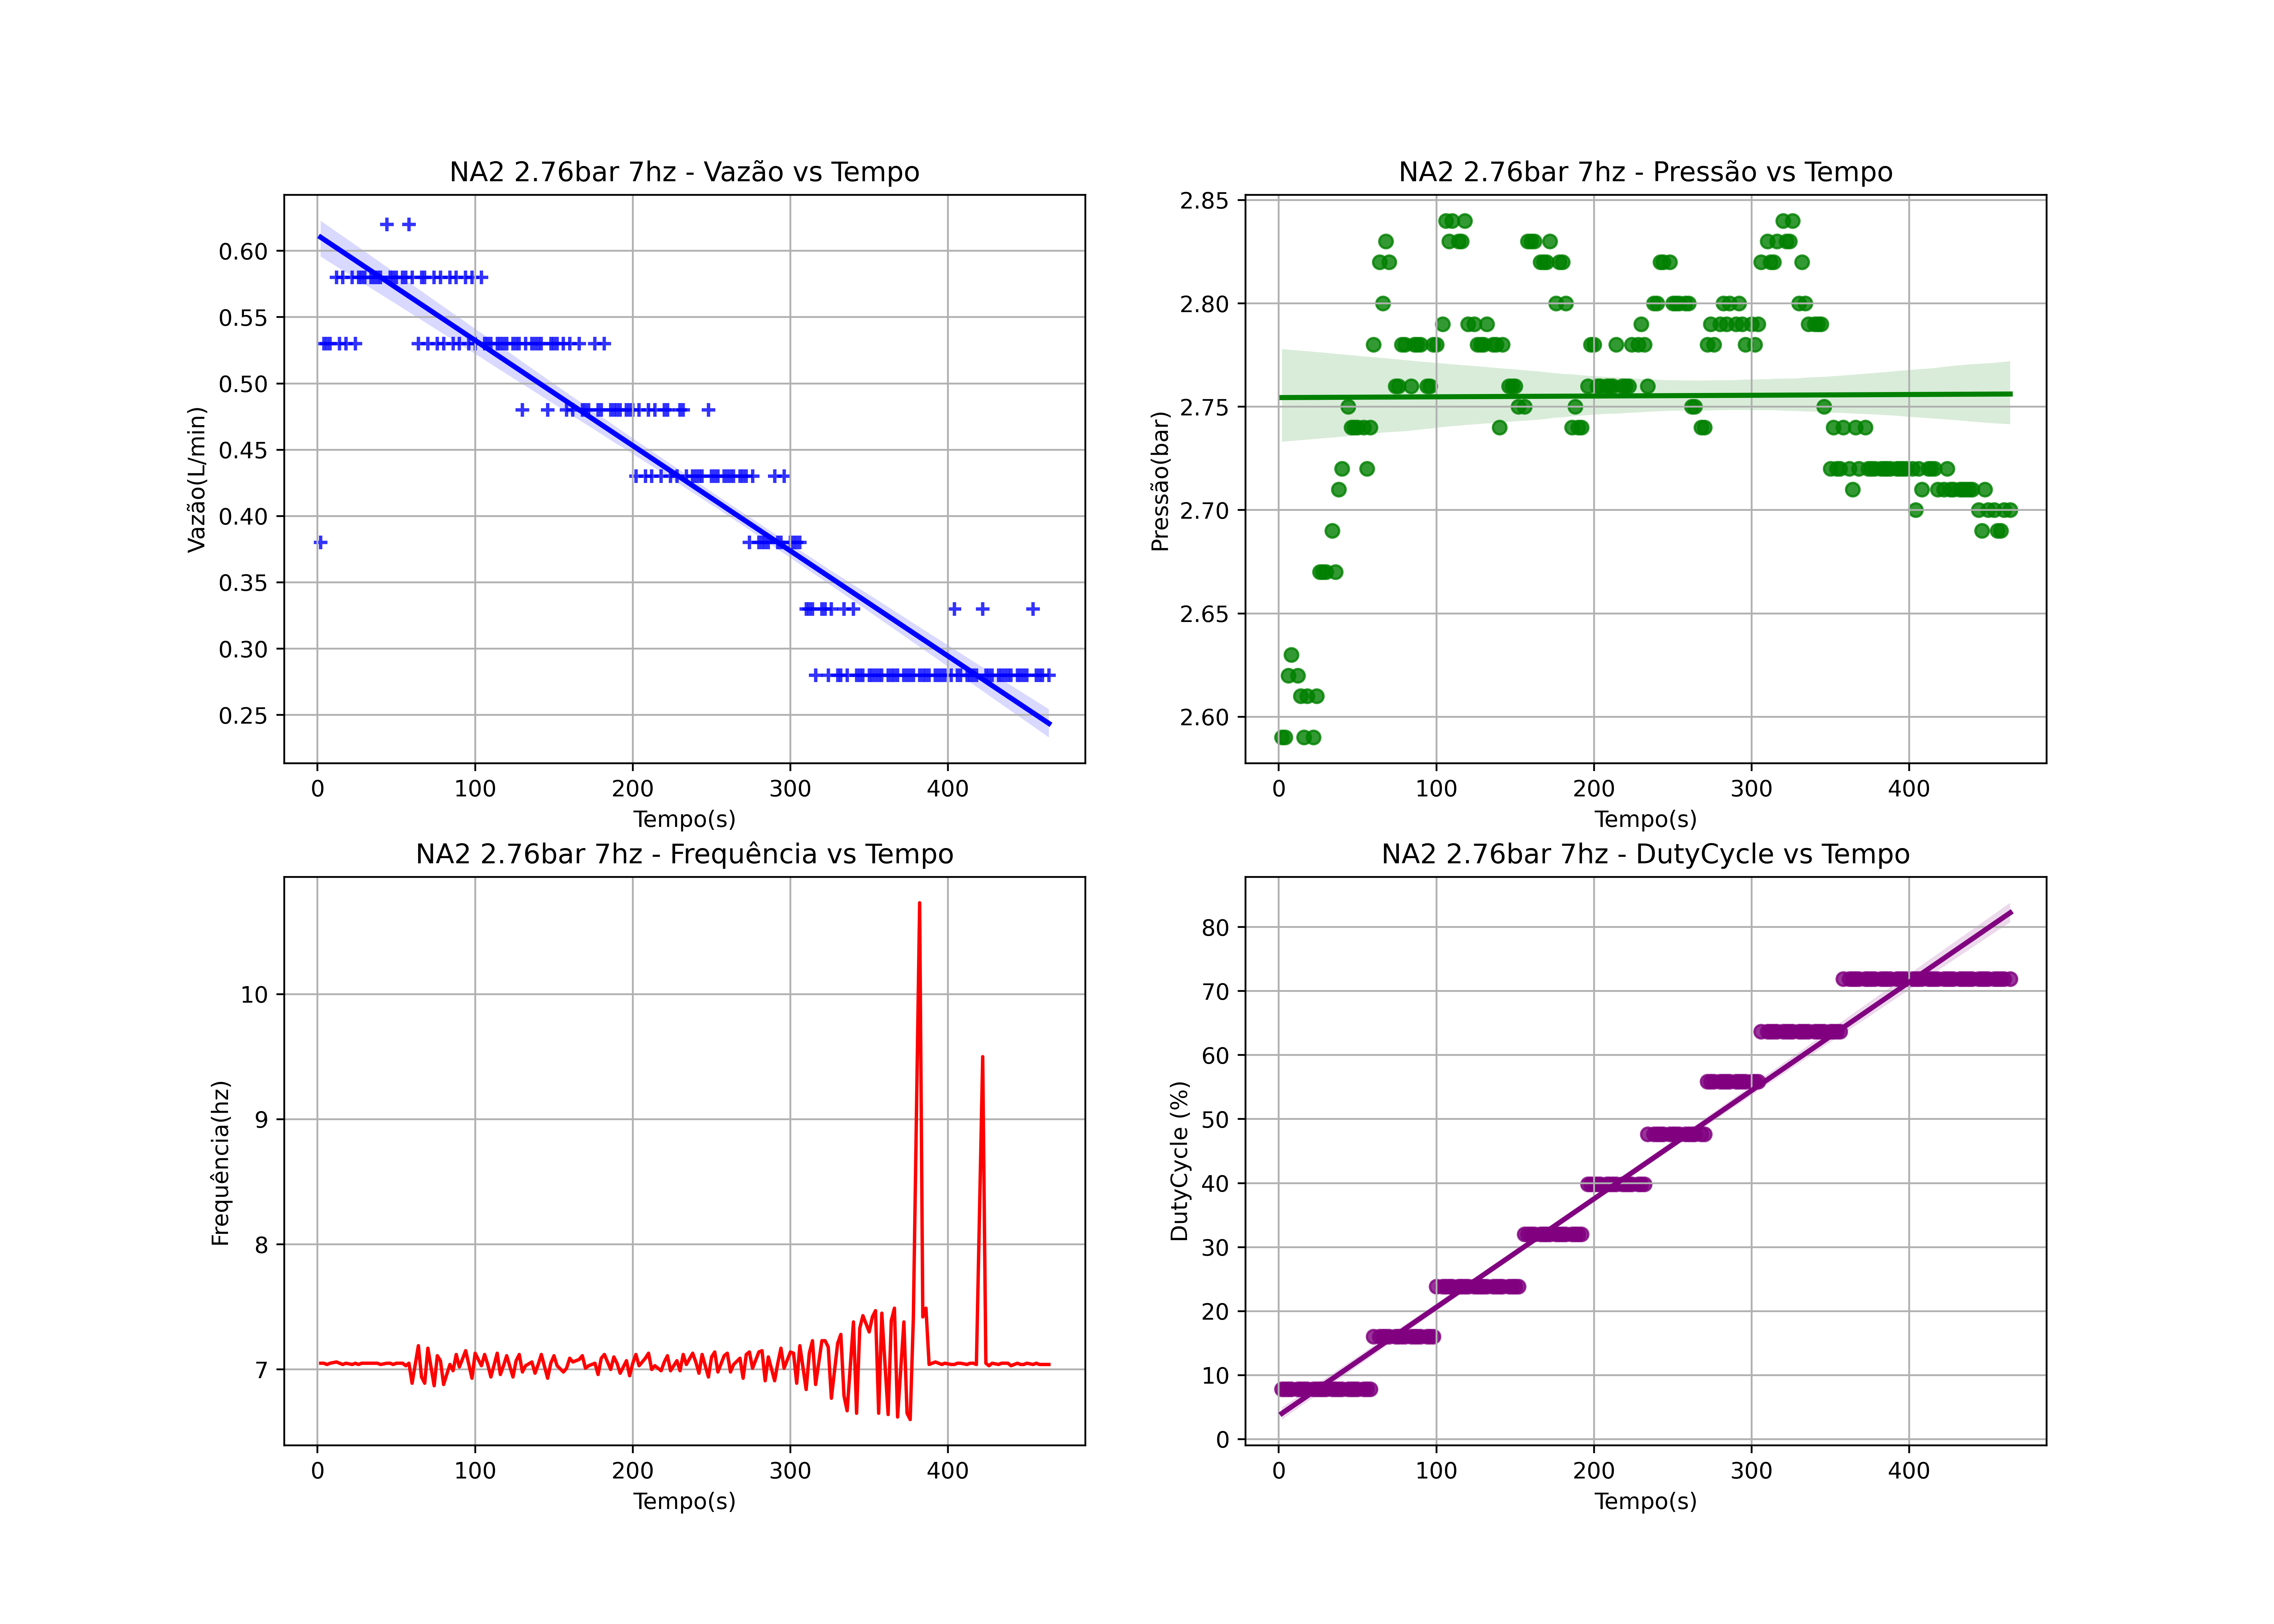 NA2 2.76bar 7hz - Vazão vs Tempo
Vazão(L/min)
0.60
0.55
0.50
0.45
0.40
0.35
0.30
0.25
0 100 200 300 400
Tempo(s)
NA2 2.76bar 7hz - Pressão vs Tempo
Pressão(bar)
2.85
2.80
2.75
2.70
2.65
2.60
0 100 200 300 400
Tempo(s)
NA2 2.76bar 7hz - Frequência vs Tempo
Frequência(hz)
10
9
8
7
0 100 200 300 400
Tempo(s)
NA2 2.76bar 7hz - DutyCycle vs Tempo
DutyCycle (%)
80
70
60
50
40
30
20
10
0
0 100 200 300 400
Tempo(s)